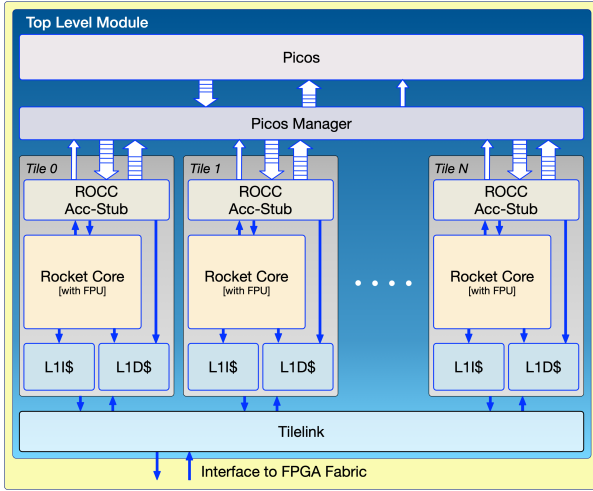 Top Level Module
Picos
Picos Manager
Tile 0
ROCC
Acc-Stub
Rocket Core
[with FPU]
L1I$
L1D$
Tile 1
ROCC
Acc-Stub
Rocket Core
[with FPU]
L1I$
L1D$
Tile N
ROCC
Acc-Stub
Rocket Core
[with FPU]
L1I$
L1D$
Tilelink
Interface to FPGA Fabric